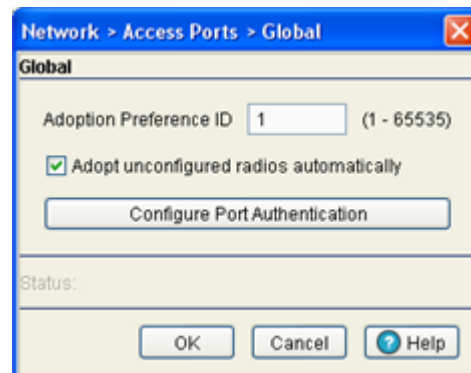 Network > Access Ports > Global
Global
Adoption Preference ID 1 (1 - 65535)
Adopt unconfigured radios automatically
Configure Port Authentication
Status:
OK Cancel Help